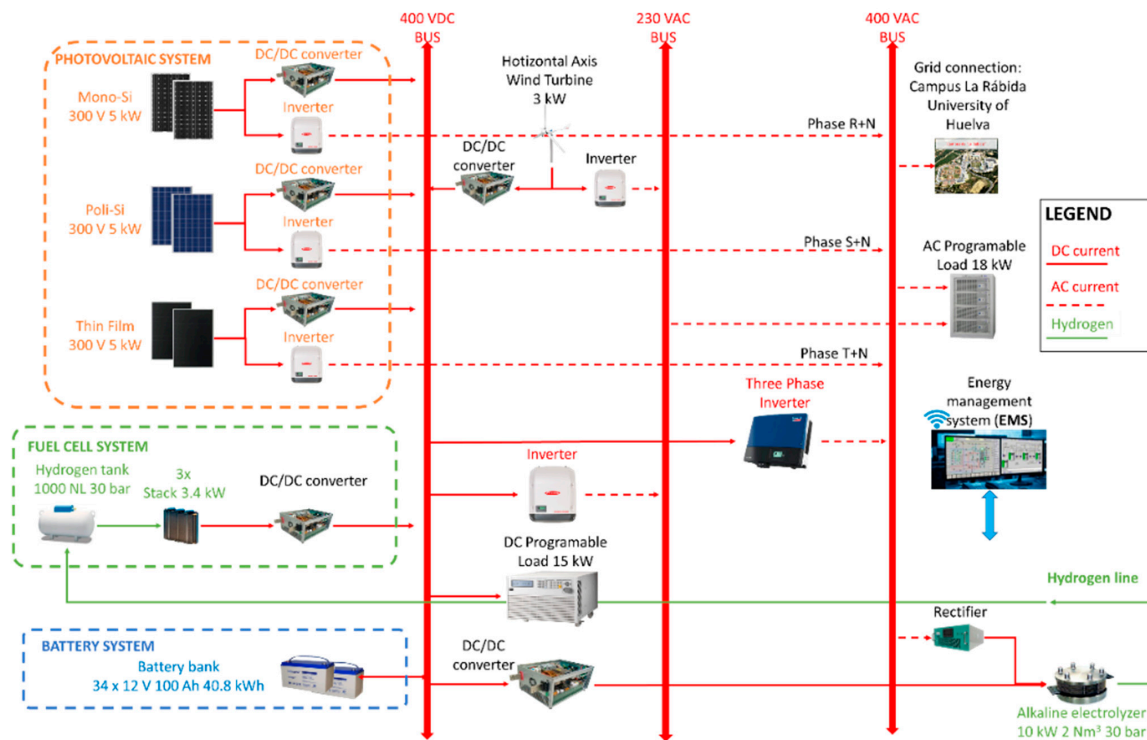 400 VDC
BUS
230 VAC
BUS
400 VAC
BUS
PHOTOVOLTAIC SYSTEM
DC/DC converter
Mono-Si
300 V 5 kW
Inverter
Hotizontal Axis
Wind Turbine
3 kW
Phase R+N
Grid connection:
Campus La Rábida
University of
Huelva
DC/DC converter
Poli-Si
300 V 5 kW
Inverter
DC/DC
converter
Inverter
Phase S+N
AC Programable
Load 18 kW
LEGEND
DC current
AC current
Hydrogen
DC/DC converter
Thin Film
300 V 5 kW
Inverter
Phase T+N
Three Phase
Inverter
Energy
management
system (EMS)
FUEL CELL SYSTEM
Hydrogen tank
1000 NL 30 bar
3x
Stack 3.4 kW
DC/DC converter
Inverter
DC Programable
Load 15 kW
Hydrogen line
Rectifier
BATTERY SYSTEM
Battery bank
34 x 12 V 100 Ah 40.8 kWh
DC/DC
converter
Alkaline electrolyzer
10 kW 2 Nm³ 30 bar